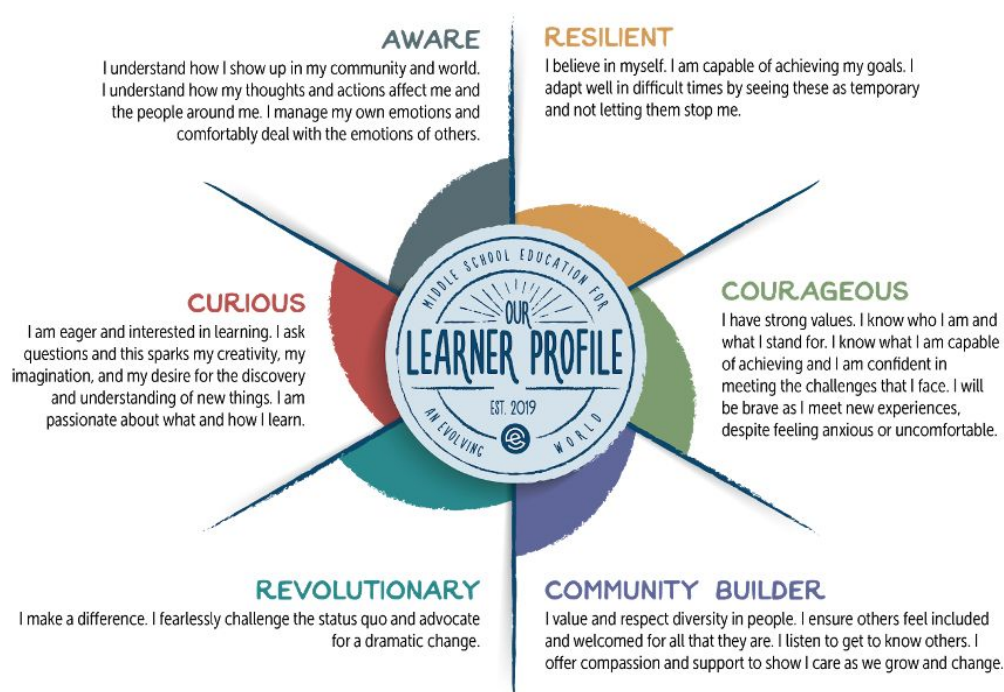 AWARE
I understand how I show up in my community and world.
I understand how my thoughts and actions affect me and
the people around me. I manage my own emotions and
comfortably deal with the emotions of others.
RESILIENT
I believe in myself. I am capable of achieving my goals. I
adapt well in difficult times by seeing these as temporary
and not letting them stop me.
CURIOUS
I am eager and interested in learning. I ask
questions and this sparks my creativity, my
imagination, and my desire for the discovery
and understanding of new things. I am
passionate about what and how I learn.
MIDDLE SCHOOL EDUCATION FOR
OUR
LEARNER PROFILE
EST. 2019
AN EVOLVING WORLD
COURAGEOUS
I have strong values. I know who I am and
what I stand for. I know what I am capable
of achieving and I am confident in
meeting the challenges that I face. I will
be brave as I meet new experiences,
despite feeling anxious or uncomfortable.
REVOLUTIONARY
I make a difference. I fearlessly challenge the status quo and advocate
for a dramatic change.
COMMUNITY BUILDER
I value and respect diversity in people. I ensure others feel included
and welcomed for all that they are. I listen to get to know others. I
offer compassion and support to show I care as we grow and change.